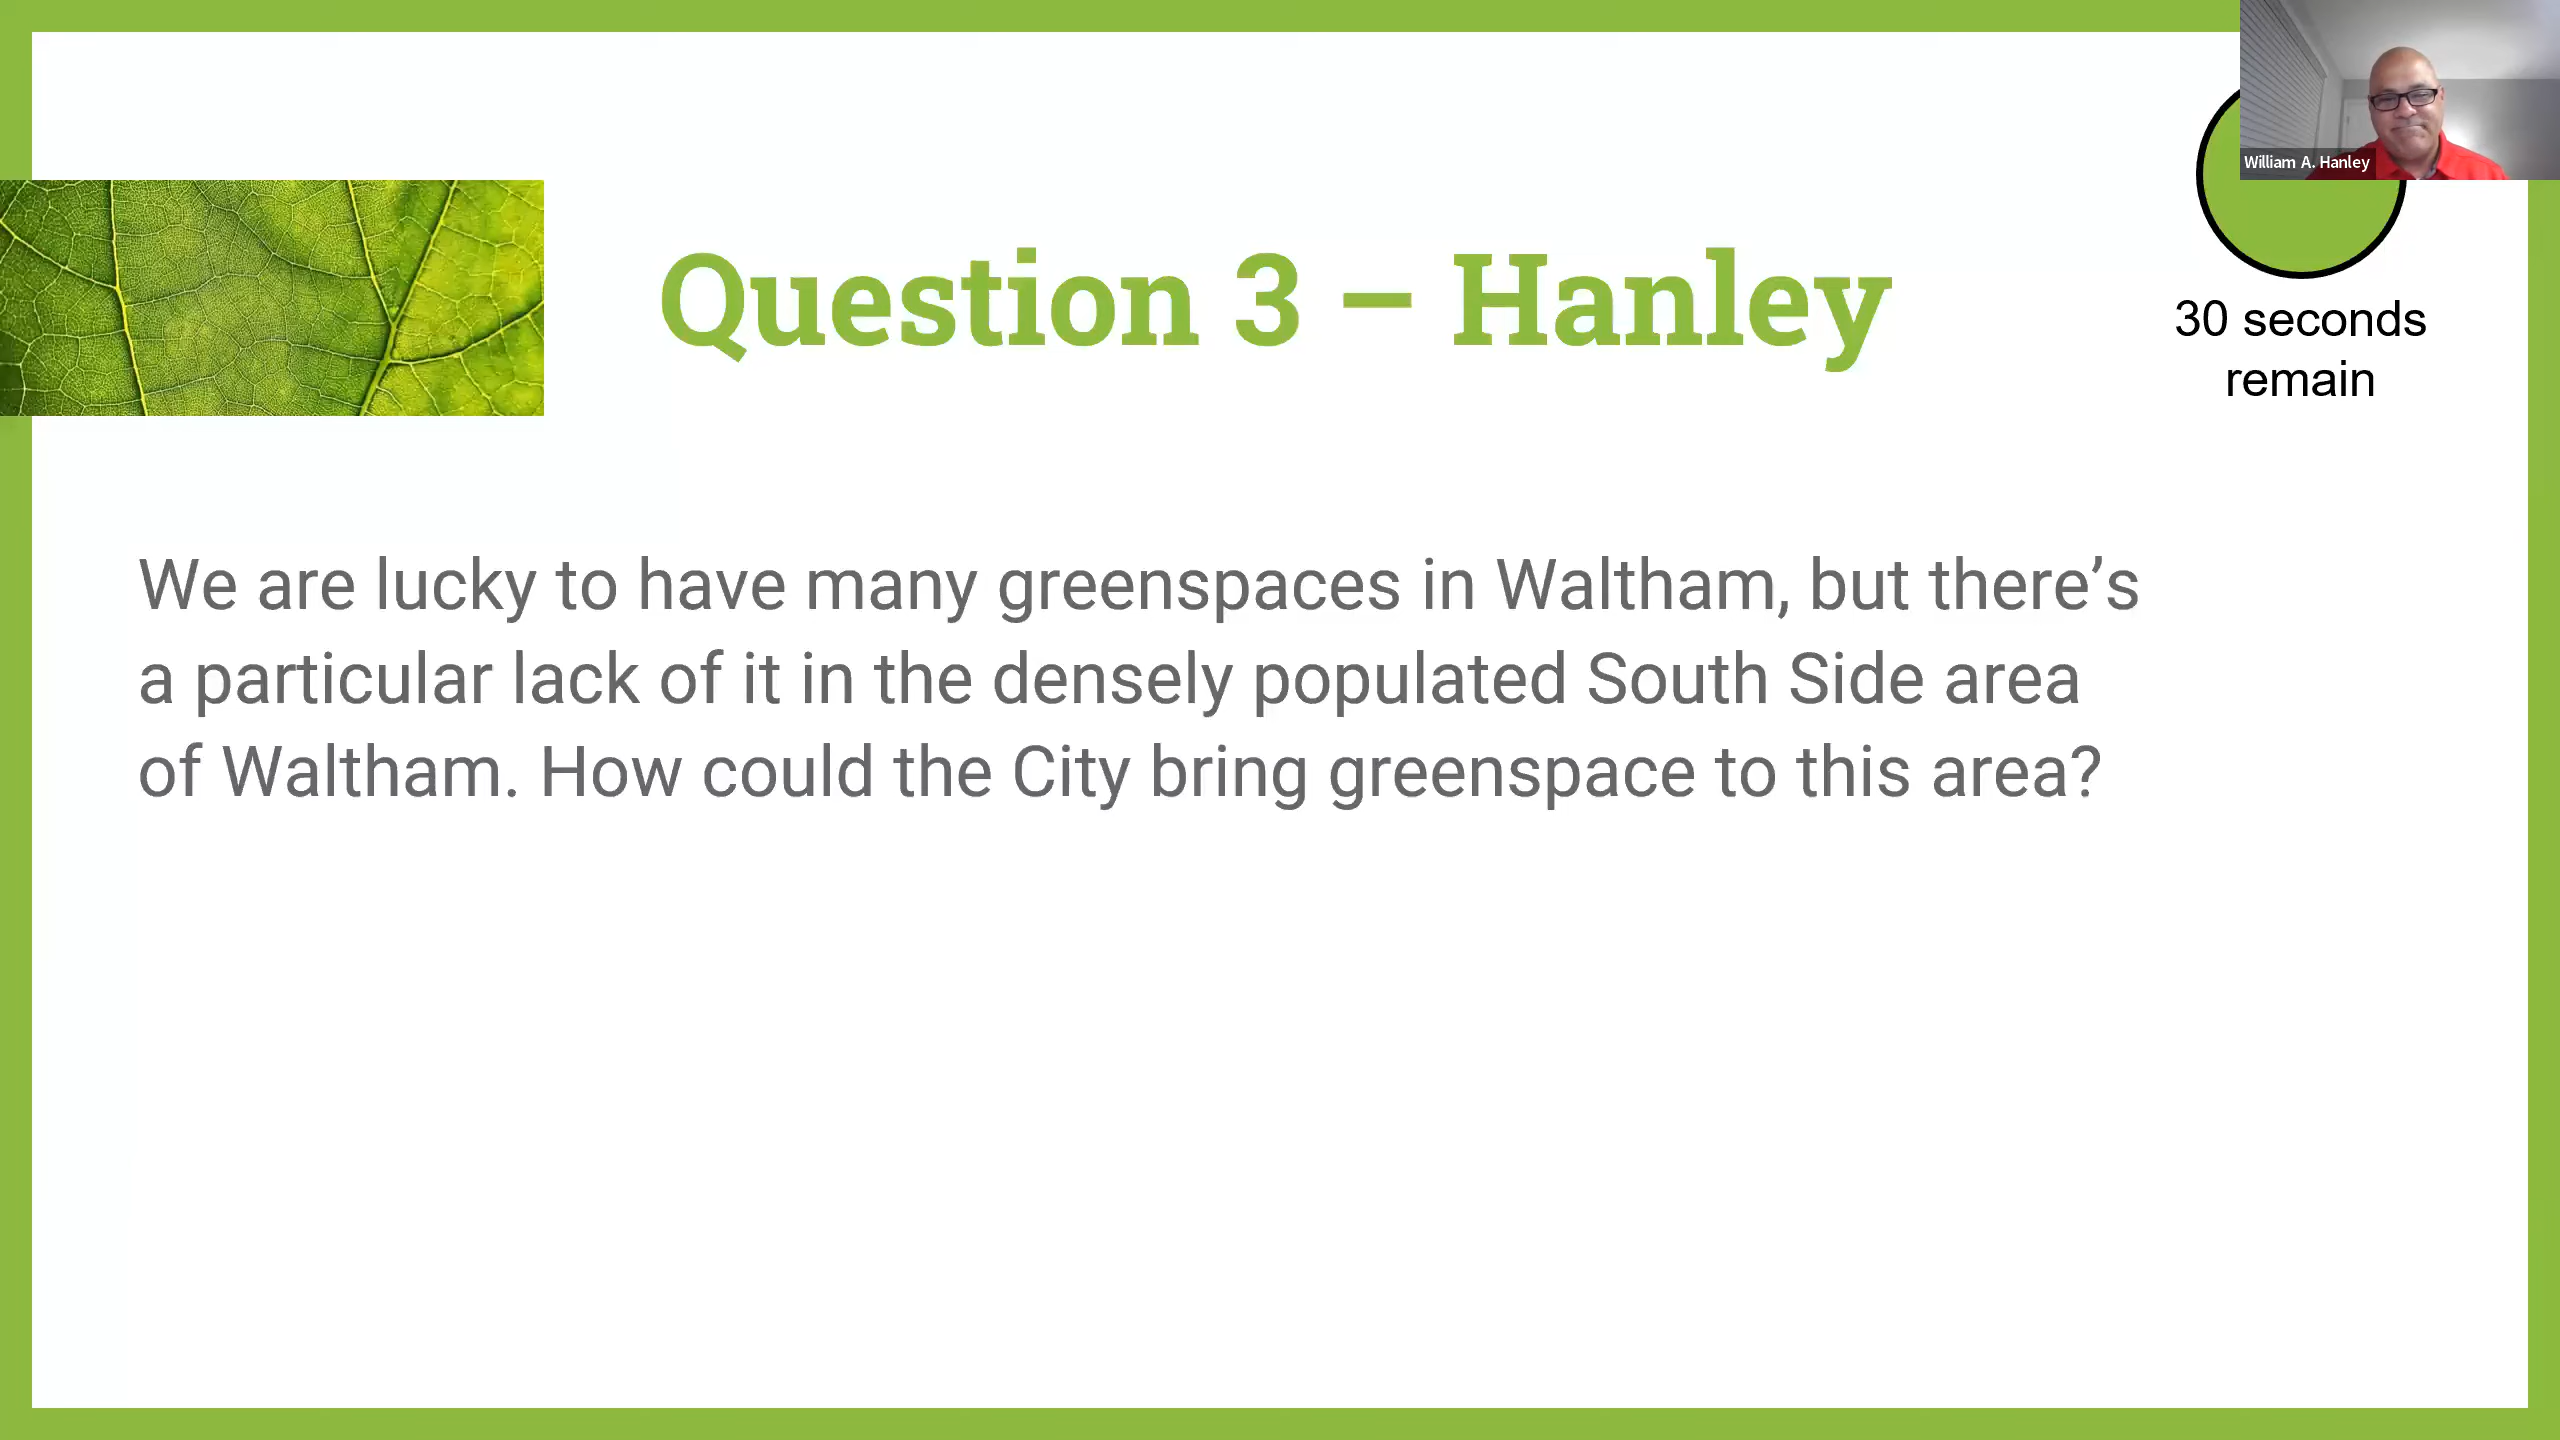 William A. Hanley
Question 3 – Hanley
30 seconds
remain
We are lucky to have many greenspaces in Waltham, but there’s
a particular lack of it in the densely populated South Side area
of Waltham. How could the City bring greenspace to this area?